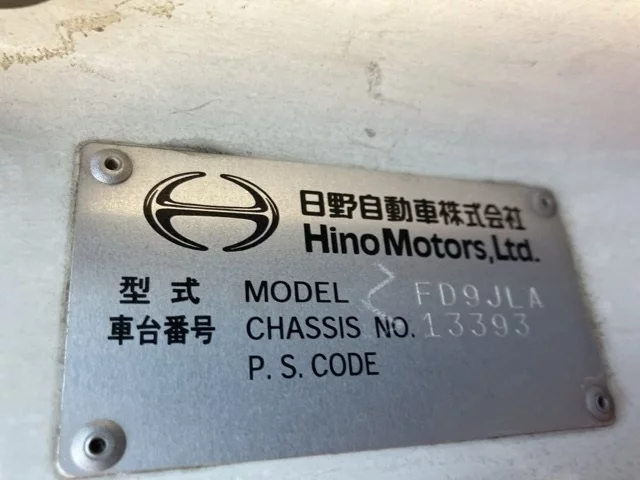 日野自動車株式会社
Hino Motors, Ltd.
型式 MODEL FD9JLA
車台番号 CHASSIS NO. 13393
P.S. CODE